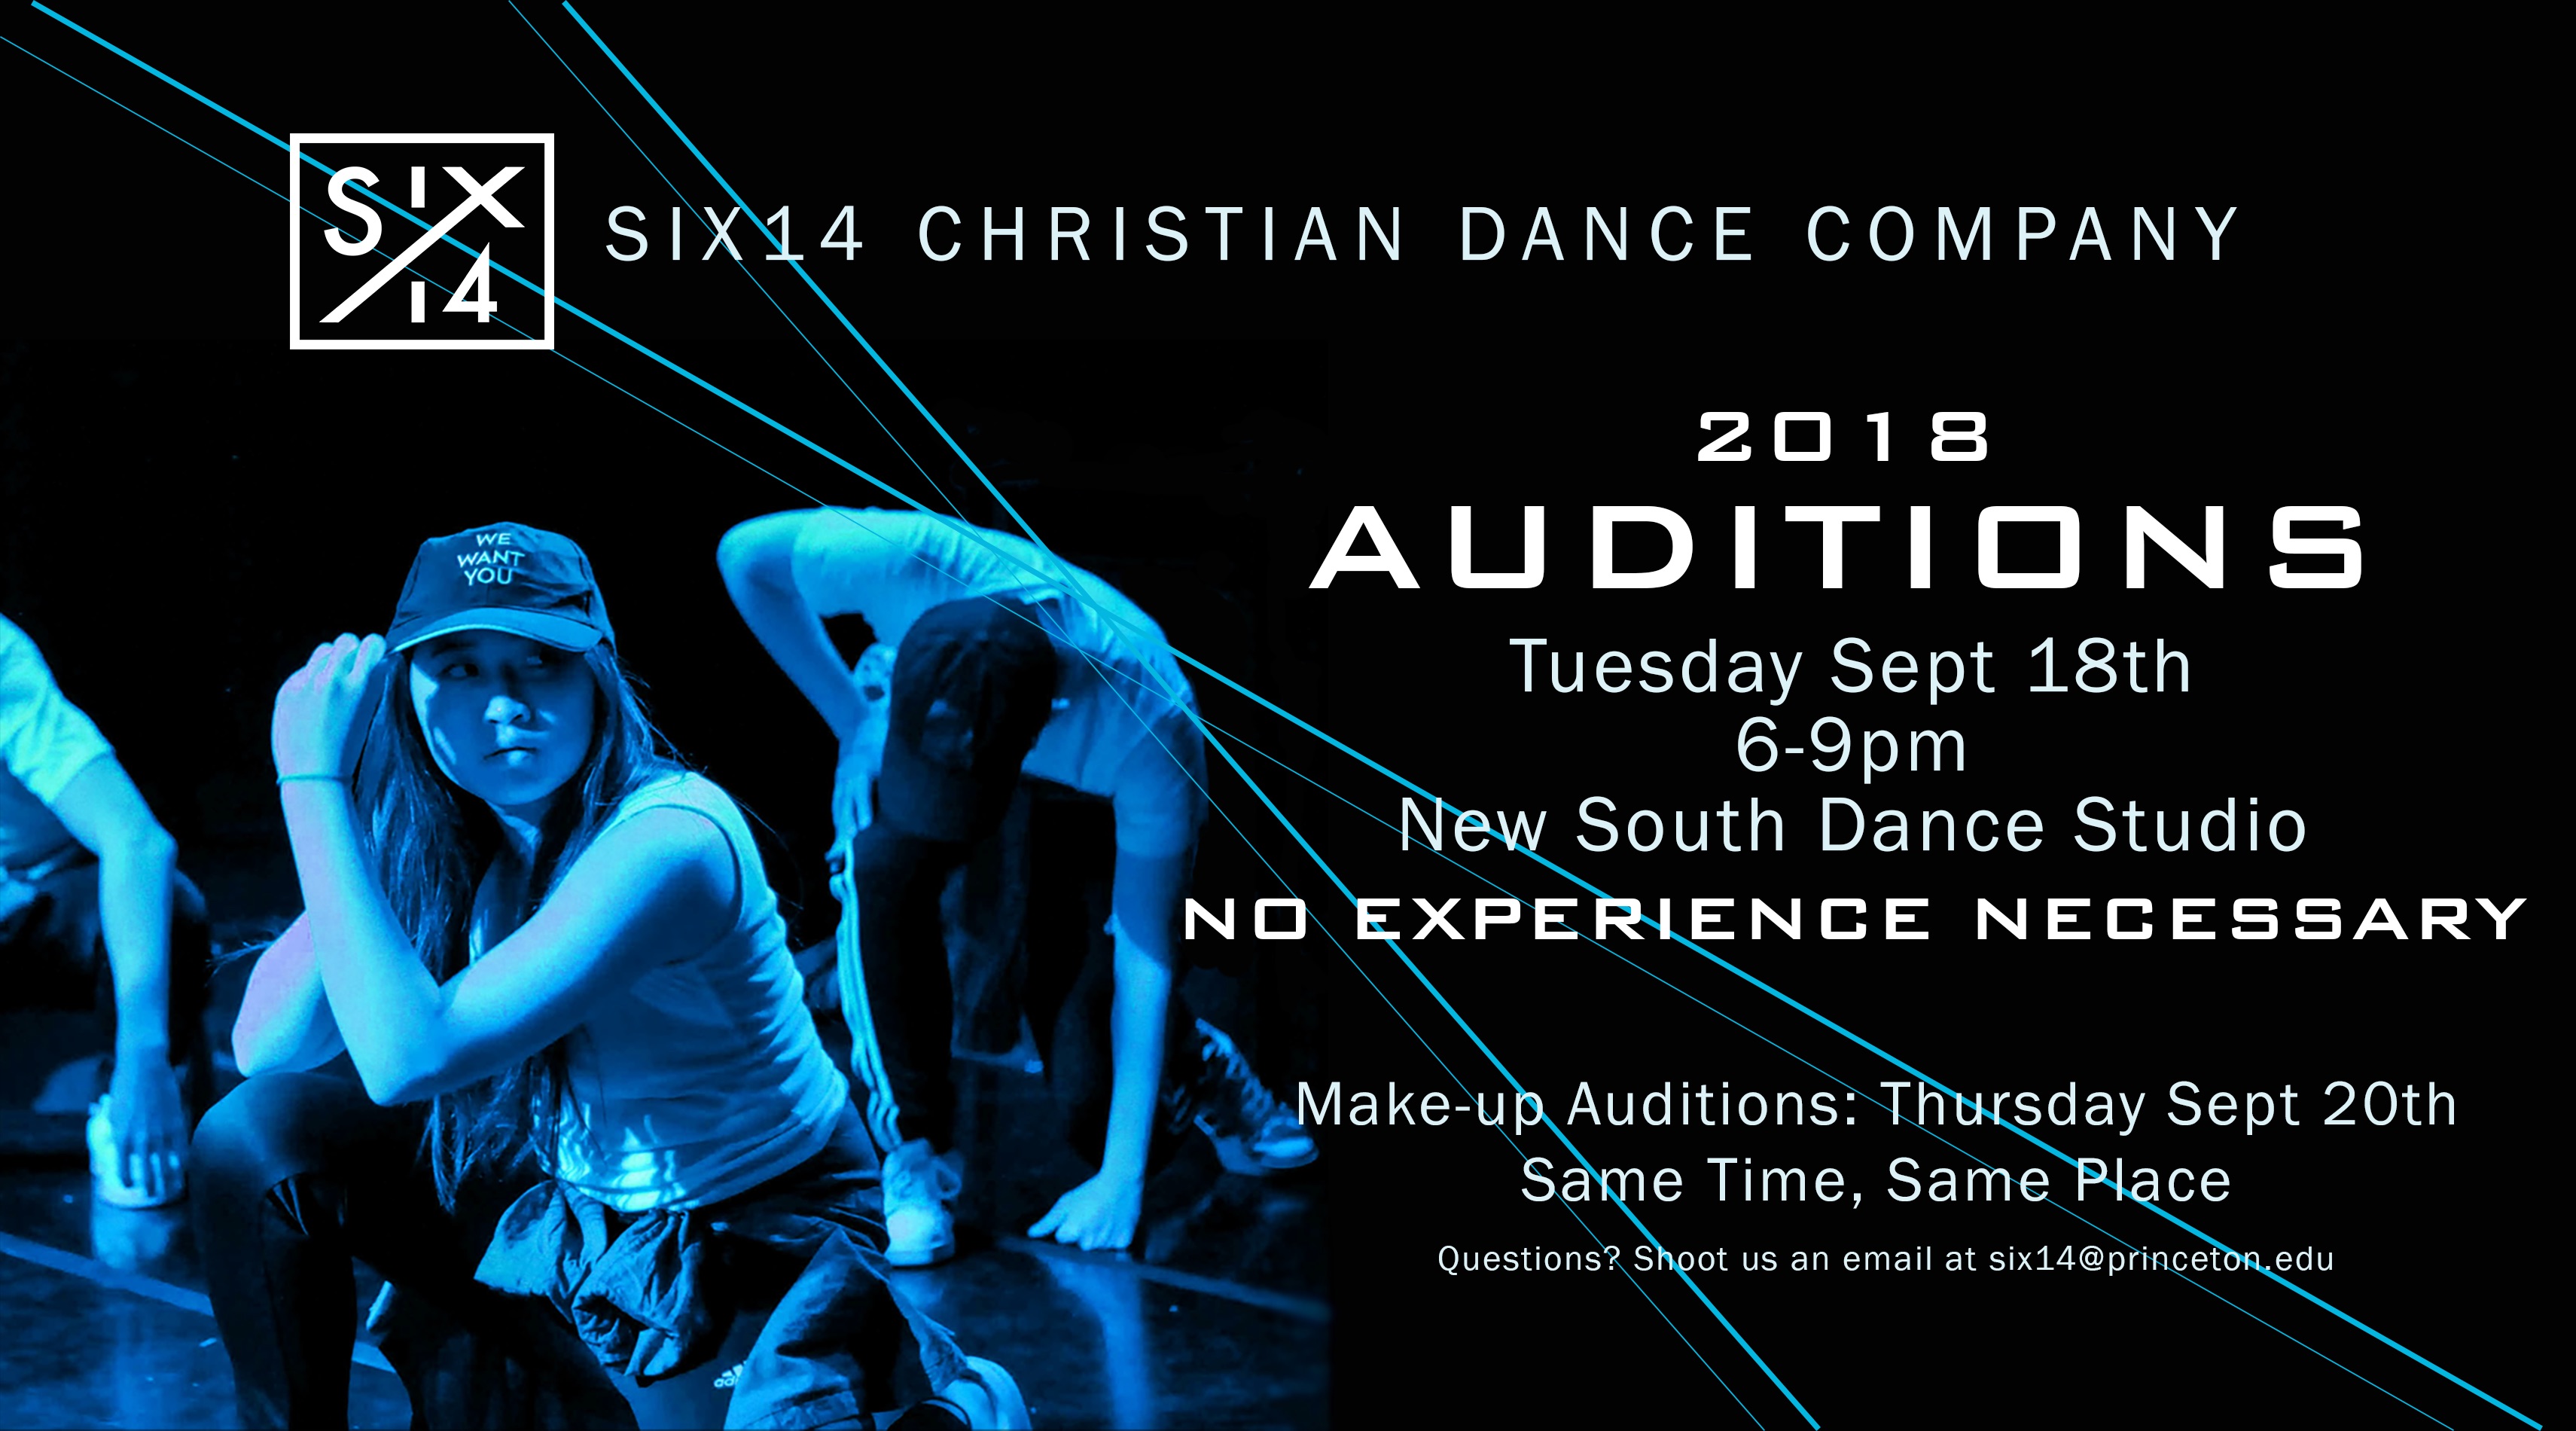 SIX
14
SIX14 CHRISTIAN DANCE COMPANY
2018
AUDITIONS
Tuesday Sept 18th
6-9pm
New South Dance Studio
NO EXPERIENCE NECESSARY
Make-up Auditions: Thursday Sept 20th
Same Time, Same Place
Questions? Shoot us an email at six14@princeton.edu
WE
WANT
YOU